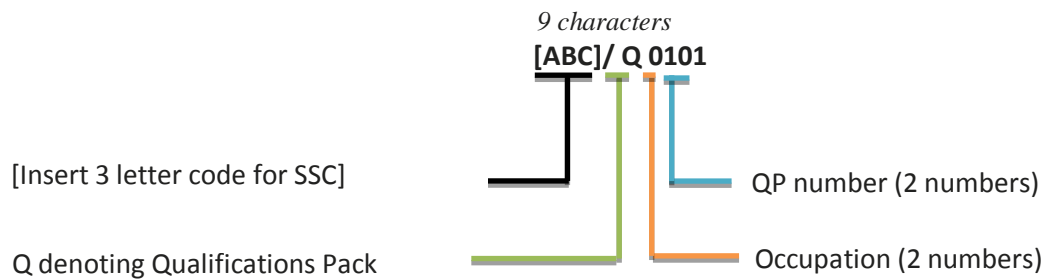 9 characters
[ABC]/ Q 0101
[Insert 3 letter code for SSC]
QP number (2 numbers)
Q denoting Qualifications Pack
Occupation (2 numbers)